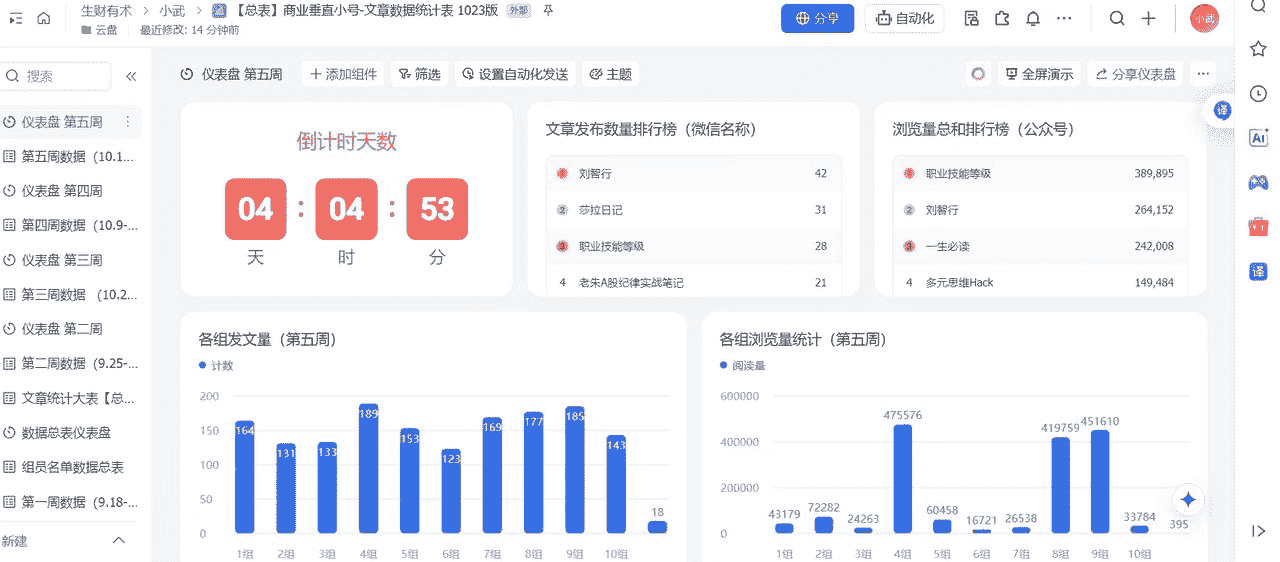 生财有术 > 小武 > 【总表】商业垂直小号-文章数据统计表 1023版 外部
云盘 最近修改: 14 分钟前
分享
自动化
小武
搜索
仪表盘 第五周
第五周数据（10.1...
仪表盘 第四周
第四周数据（10.9-...
仪表盘 第三周
第三周数据 （10.2...
仪表盘 第二周
第二周数据（9.25-...
文章统计大表【总...
数据总表仪表盘
组员名单数据总表
第一周数据（9.18-...
新建
仪表盘 第五周
添加组件
筛选
设置自动化发送
主题
全屏演示
分享仪表盘
译
Ai
译
倒计时天数
04 : 04 : 53
天 时 分
文章发布数量排行榜（微信名称）
1 刘智行 42
2 莎拉日记 31
3 职业技能等级 28
4 老朱A股纪律实战笔记 21
浏览量总和排行榜（公众号）
1 职业技能等级 389,895
2 刘智行 264,152
3 一生必读 242,008
4 多元思维Hack 149,484
各组发文量（第五周）
计数
200
150
100
50
0
164 131 133 189 153 123 169 177 185 143 18
1组 2组 3组 4组 5组 6组 7组 8组 9组 10组
各组浏览量统计（第五周）
阅读量
600000
400000
200000
0
43179 72282 24263 475576 60458 16721 26538 419759 451610 33784 395
1组 2组 3组 4组 5组 6组 7组 8组 9组 10组